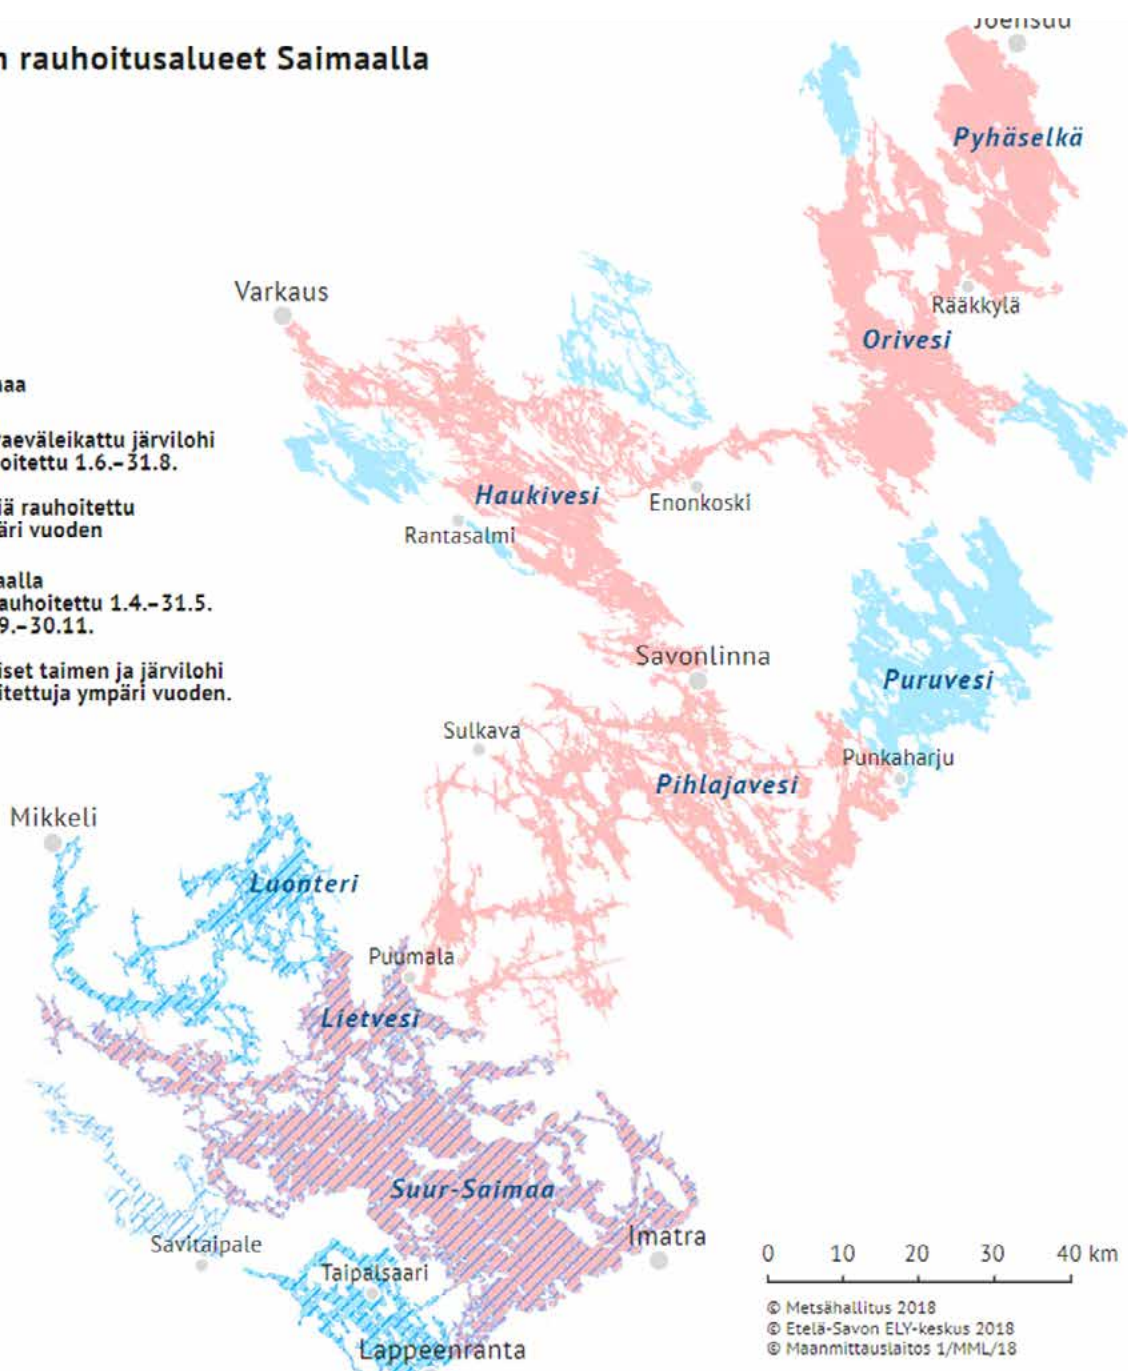 n rauhoitusalueet Saimaalla
Joensuu
Pyhäselkä
Varkaus
Rääkkylä
Orivesi
naa
raeväleikattu järvilohi
oitettu 1.6.–31.8.
Haukivesi
Enonkoski
iä rauhoitettu
äri vuoden
Rantasalmi
aalla
auhoitettu 1.4.–31.5.
9.–30.11.
Savonlinna
iset taimen ja järvilohi
itettuja ympäri vuoden.
Puruvesi
Sulkava
Punkaharju
Pihlajavesi
Mikkeli
Luonteri
Puumala
Lietvesi
Suur-Saimaa
Imatra
Savitaipale
Taipalsaari
0 10 20 30 40 km
© Metsähallitus 2018
© Etelä-Savon ELY-keskus 2018
© Maanmittauslaitos 1/MML/18
Lappeenranta